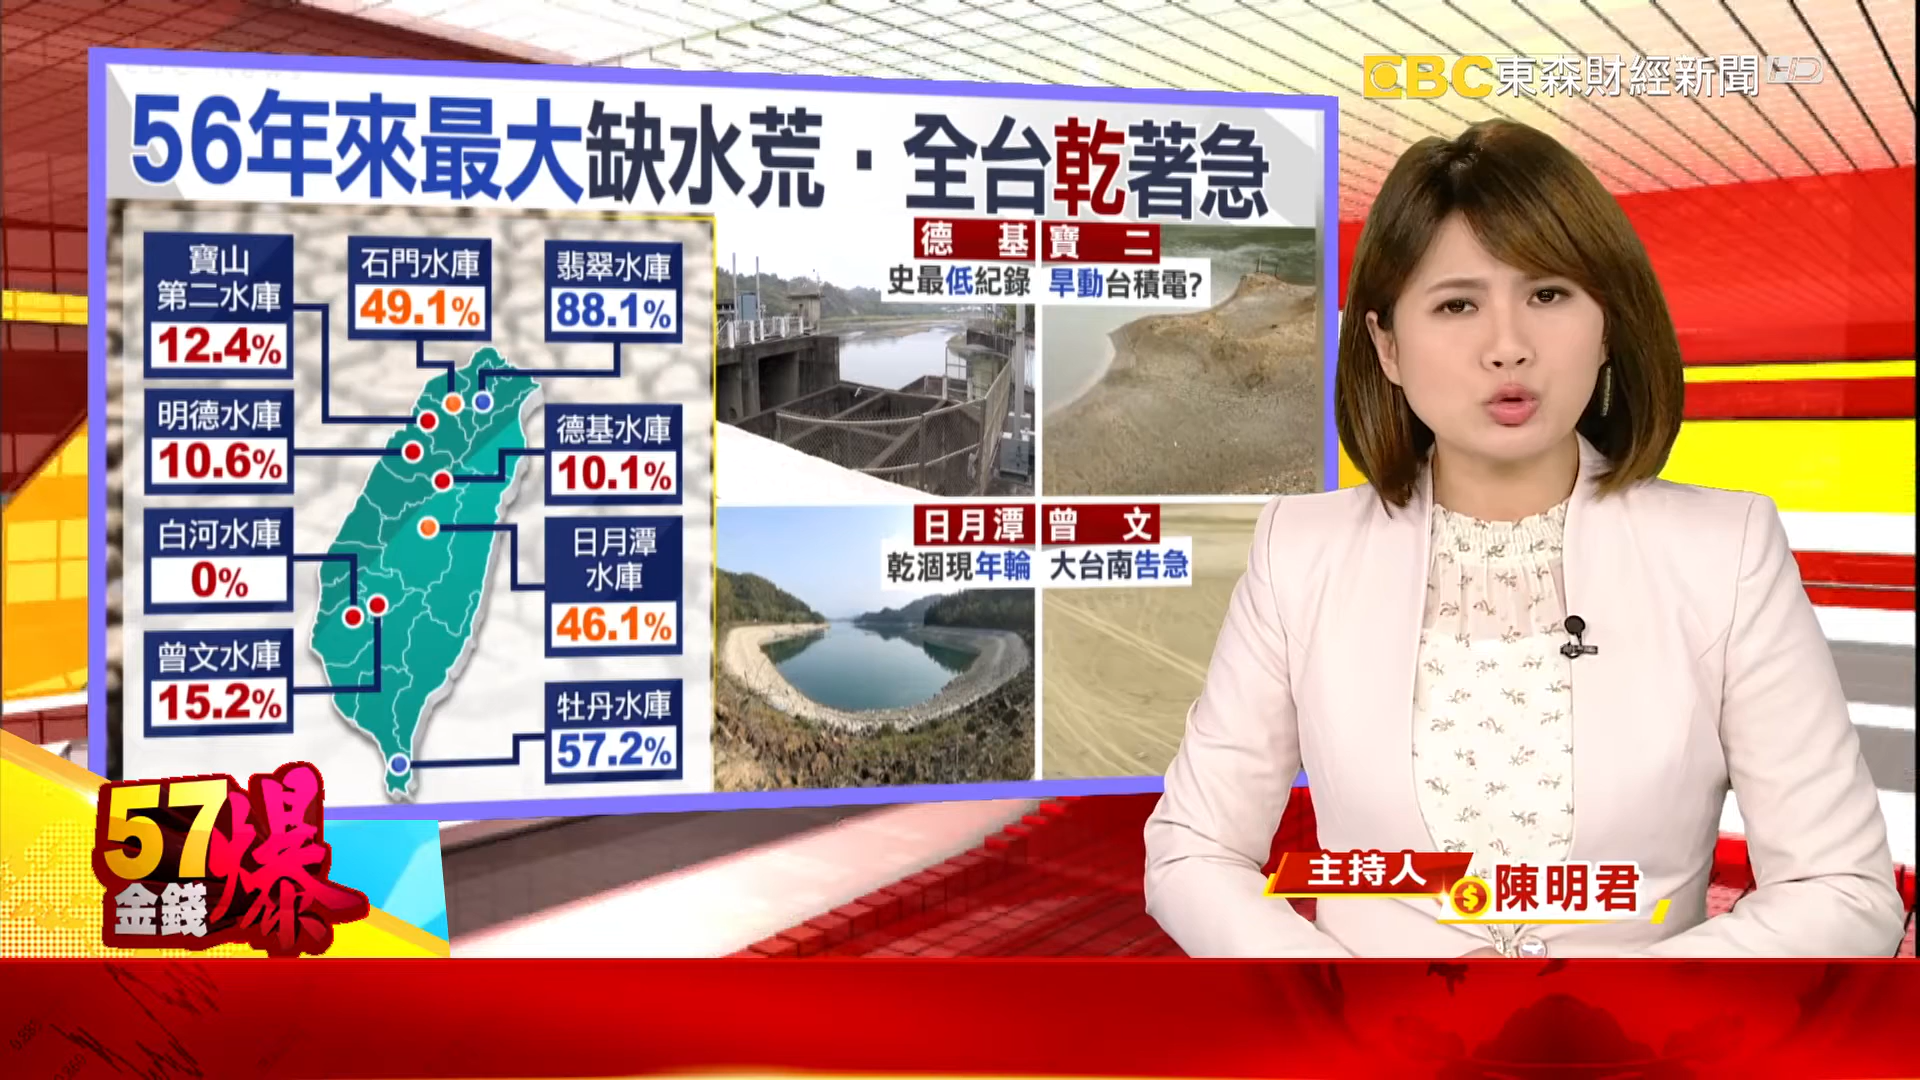 EBC東森財經新聞HD
56年來最大缺水荒‧全台乾著急
寶山
第二水庫
12.4%
石門水庫
49.1%
翡翠水庫
88.1%
明德水庫
10.6%
德基水庫
10.1%
白河水庫
0%
日月潭
水庫
46.1%
曾文水庫
15.2%
牡丹水庫
57.2%
德基
史最低紀錄
寶二
旱動台積電?
日月潭
乾涸現年輪
曾文
大台南告急
57
金錢
爆
主持人
陳明君